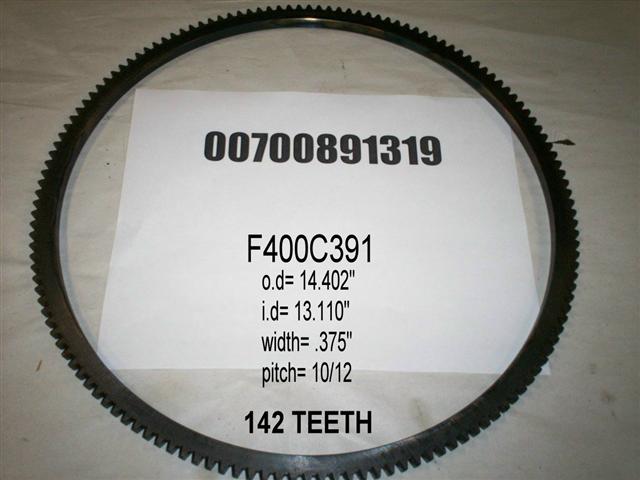 00700891319
F400C391
o.d= 14.402"
i.d= 13.110"
width= .375"
pitch= 10/12
142 TEETH